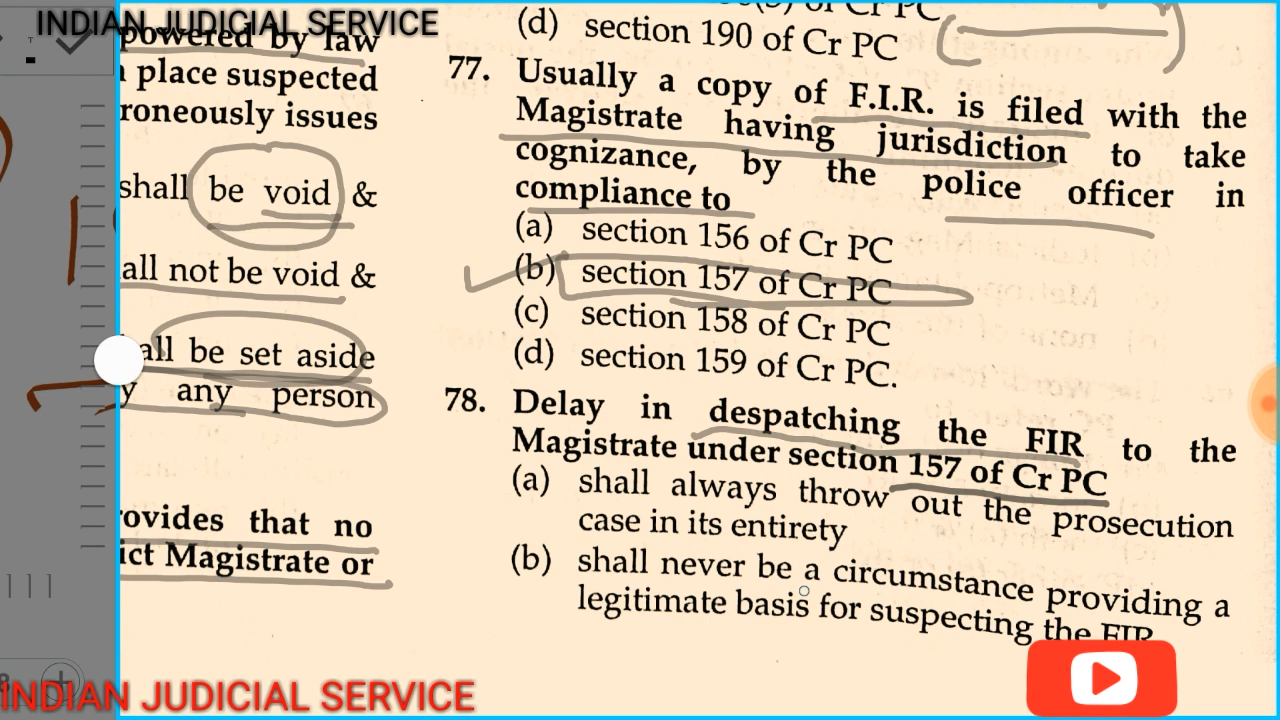 INDIAN JUDICIAL SERVICE
powered by law
place suspected
roneously issues
shall be void &
all not be void &
all be set aside
y any person
ovides that no
ict Magistrate or
of Cr PC
(d) section 190 of Cr PC
77. Usually a copy of F.I.R. is filed with the
Magistrate having jurisdiction to take
cognizance, by the police officer in
compliance to
(a) section 156 of Cr PC
(b) section 157 of Cr PC
(c) section 158 of Cr PC
(d) section 159 of Cr PC.
78. Delay in despatching the FIR to the
Magistrate under section 157 of Cr PC
(a) shall always throw out the prosecution
case in its entirety
(b) shall never be a circumstance providing a
legitimate basis for suspecting the FIR
INDIAN JUDICIAL SERVICE